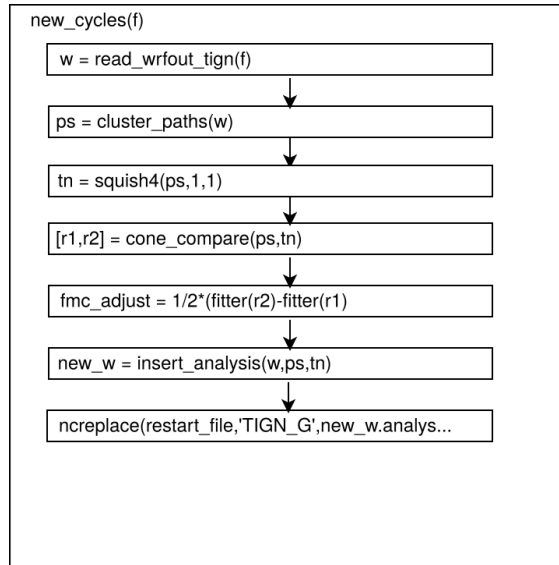 new_cycles(f)
w = read_wrfout_tign(f)
ps = cluster_paths(w)
tn = squish4(ps,1,1)
[r1,r2] = cone_compare(ps,tn)
fmc_adjust = 1/2*(fitter(r2)-fitter(r1)
new_w = insert_analysis(w,ps,tn)
ncreplace(restart_file,'TIGN_G',new_w.analys...